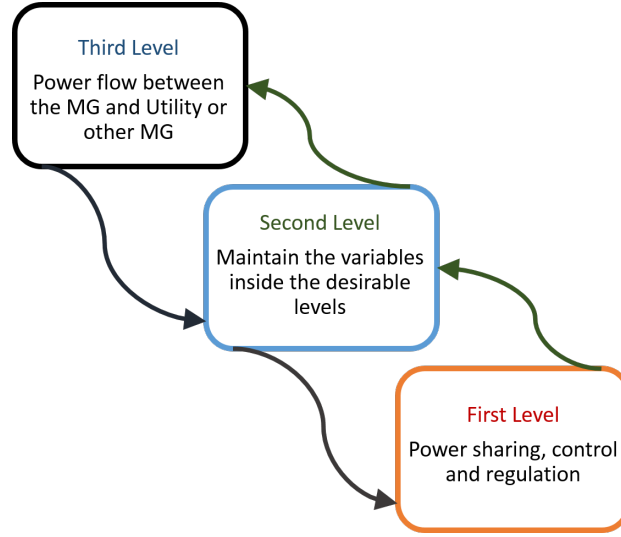 Third Level
Power flow between
the MG and Utility or
other MG
Second Level
Maintain the variables
inside the desirable
levels
First Level
Power sharing, control
and regulation